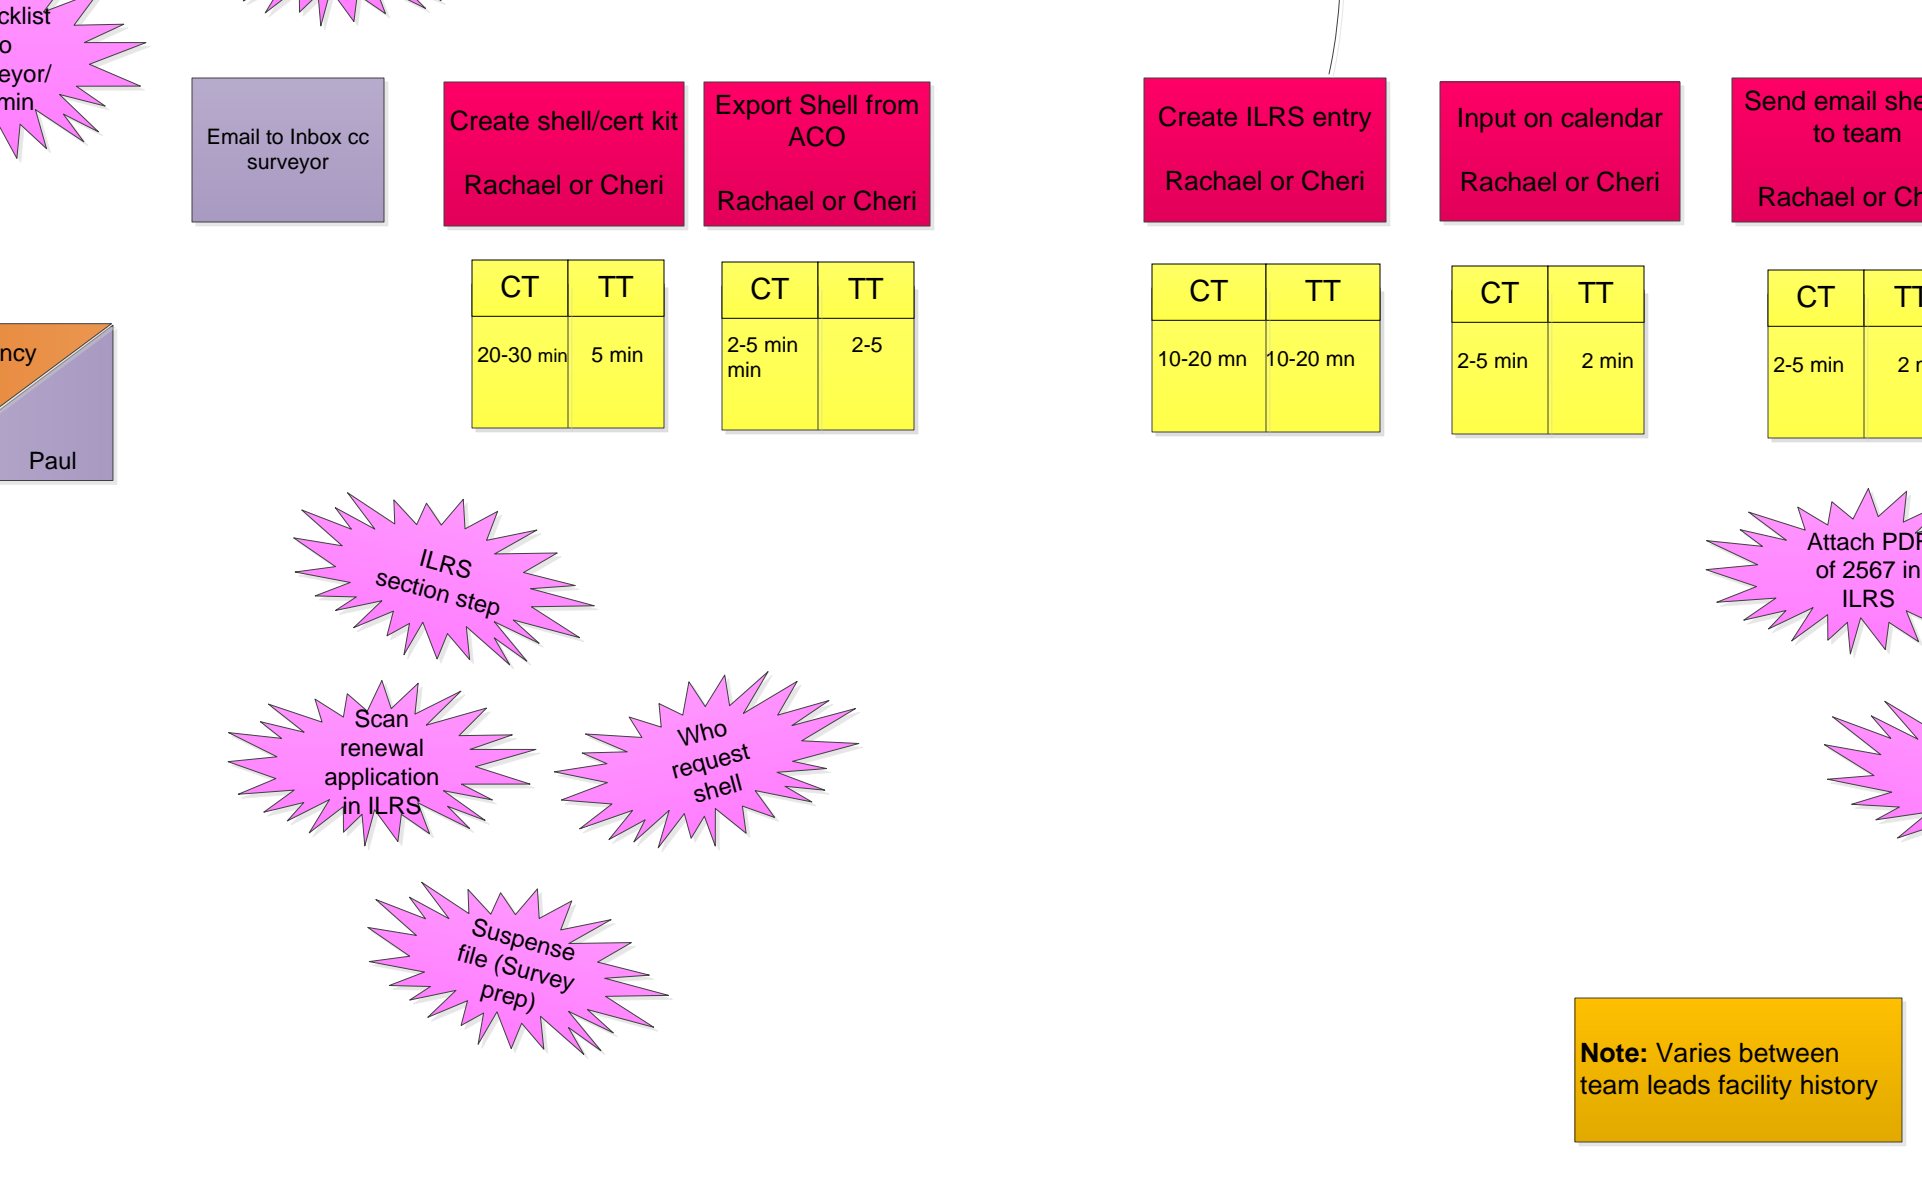 cklist
o
eyor/
min
Email to Inbox cc
surveyor
Create shell/cert kit
Rachael or Cheri
Export Shell from
ACO
Rachael or Cheri
Create ILRS entry
Rachael or Cheri
Input on calendar
Rachael or Cheri
Send email she
to team
Rachael or Ch
CT TT
20-30 min 5 min
CT TT
2-5 min 2-5
min
CT TT
10-20 mn 10-20 mn
CT TT
2-5 min 2 min
CT TT
2-5 min 2
ncy
Paul
ILRS
section step
Attach PDF
of 2567 in
ILRS
Scan
renewal
application
in ILRS
Who
request
shell
Suspense
file (Survey
prep)
Note: Varies between
team leads facility history